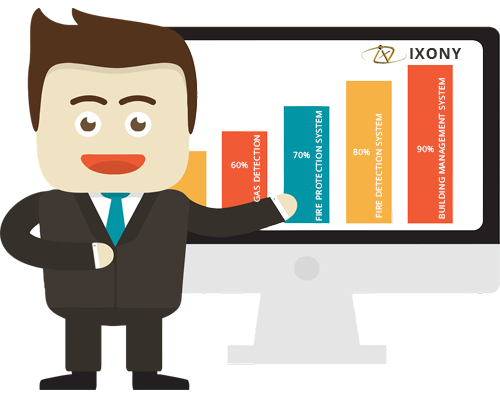 IXONY
60%
GAS DETECTION
70%
FIRE PROTECTION SYSTEM
80%
FIRE DETECTION SYSTEM
90%
BUILDING MANAGEMENT SYSTEM